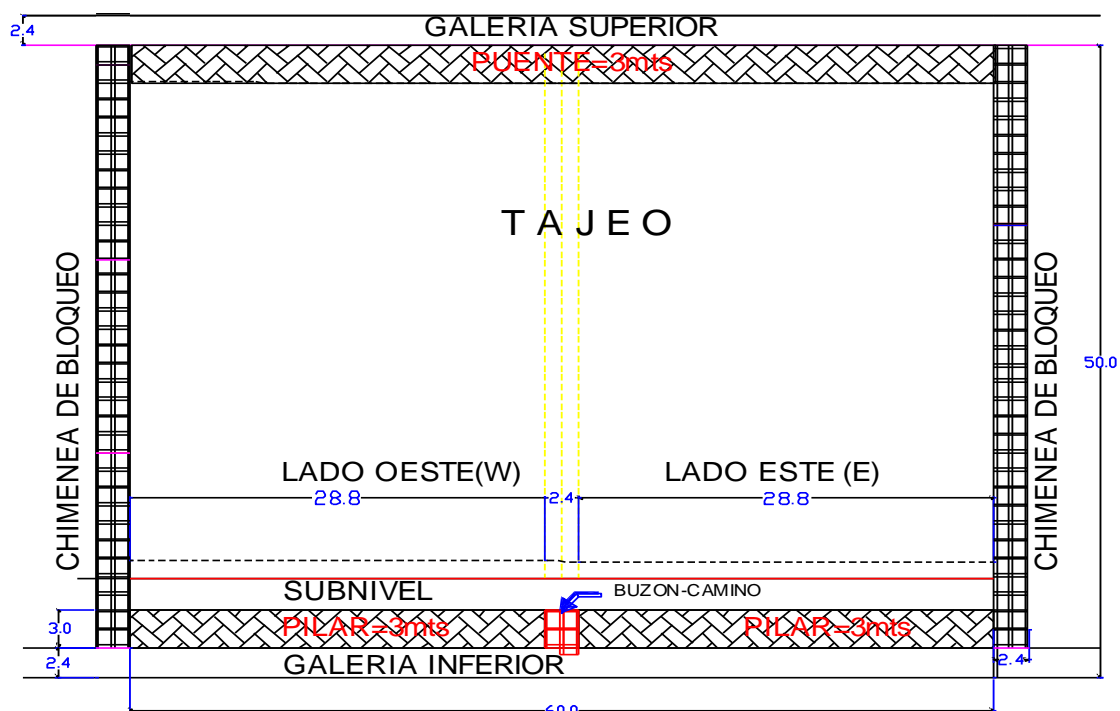 GALERIA SUPERIOR
2.4
PUENTE=3mts
T A J E O
CHIMENEA DE BLOQUEO
CHIMENEA DE BLOQUEO
50.0
LADO OESTE(W)
LADO ESTE (E)
28.8
2.4
28.8
SUBNIVEL
BUZON-CAMINO
3.0
PILAR=3mts
PILAR=3mts
2.4
GALERIA INFERIOR
2.4
60.0